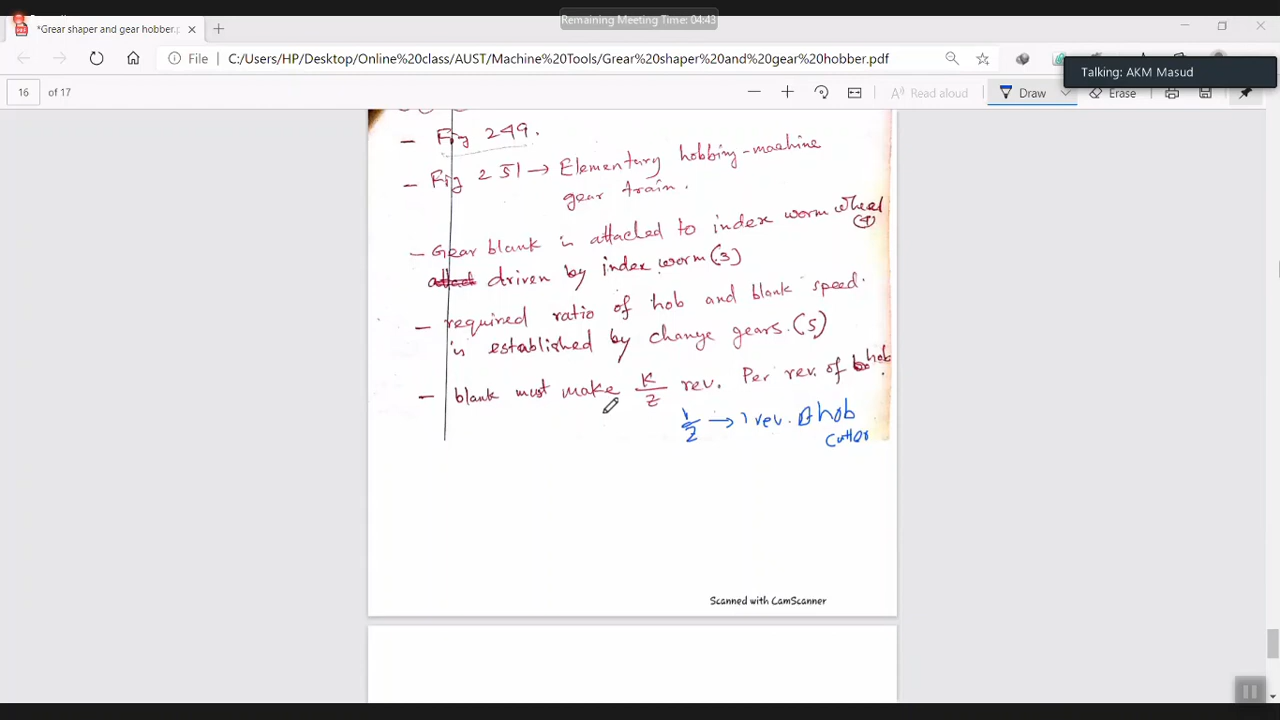 Remaining Meeting Time: 04:43
*Grear shaper and gear hobber.p
File C:/Users/HP/Desktop/Online%20class/AUST/Machine%20Tools/Grear%20shaper%20and%20gear%20hobber.pdf
Talking: AKM Masud
16 of 17
Read aloud
Draw
Erase
- Fig 249.
- Fig 251 → Elementary hobbing-machine
gear train.
- Gear blank is attacled to index worm wheel
(4)
driven by index worm (3)
- required ratio of hob and blank speed.
is established by change gears. (5)
- blank must make K/Z rev. Per rev. of hob.
1/Z → 1 rev. of hob
cutter
Scanned with CamScanner